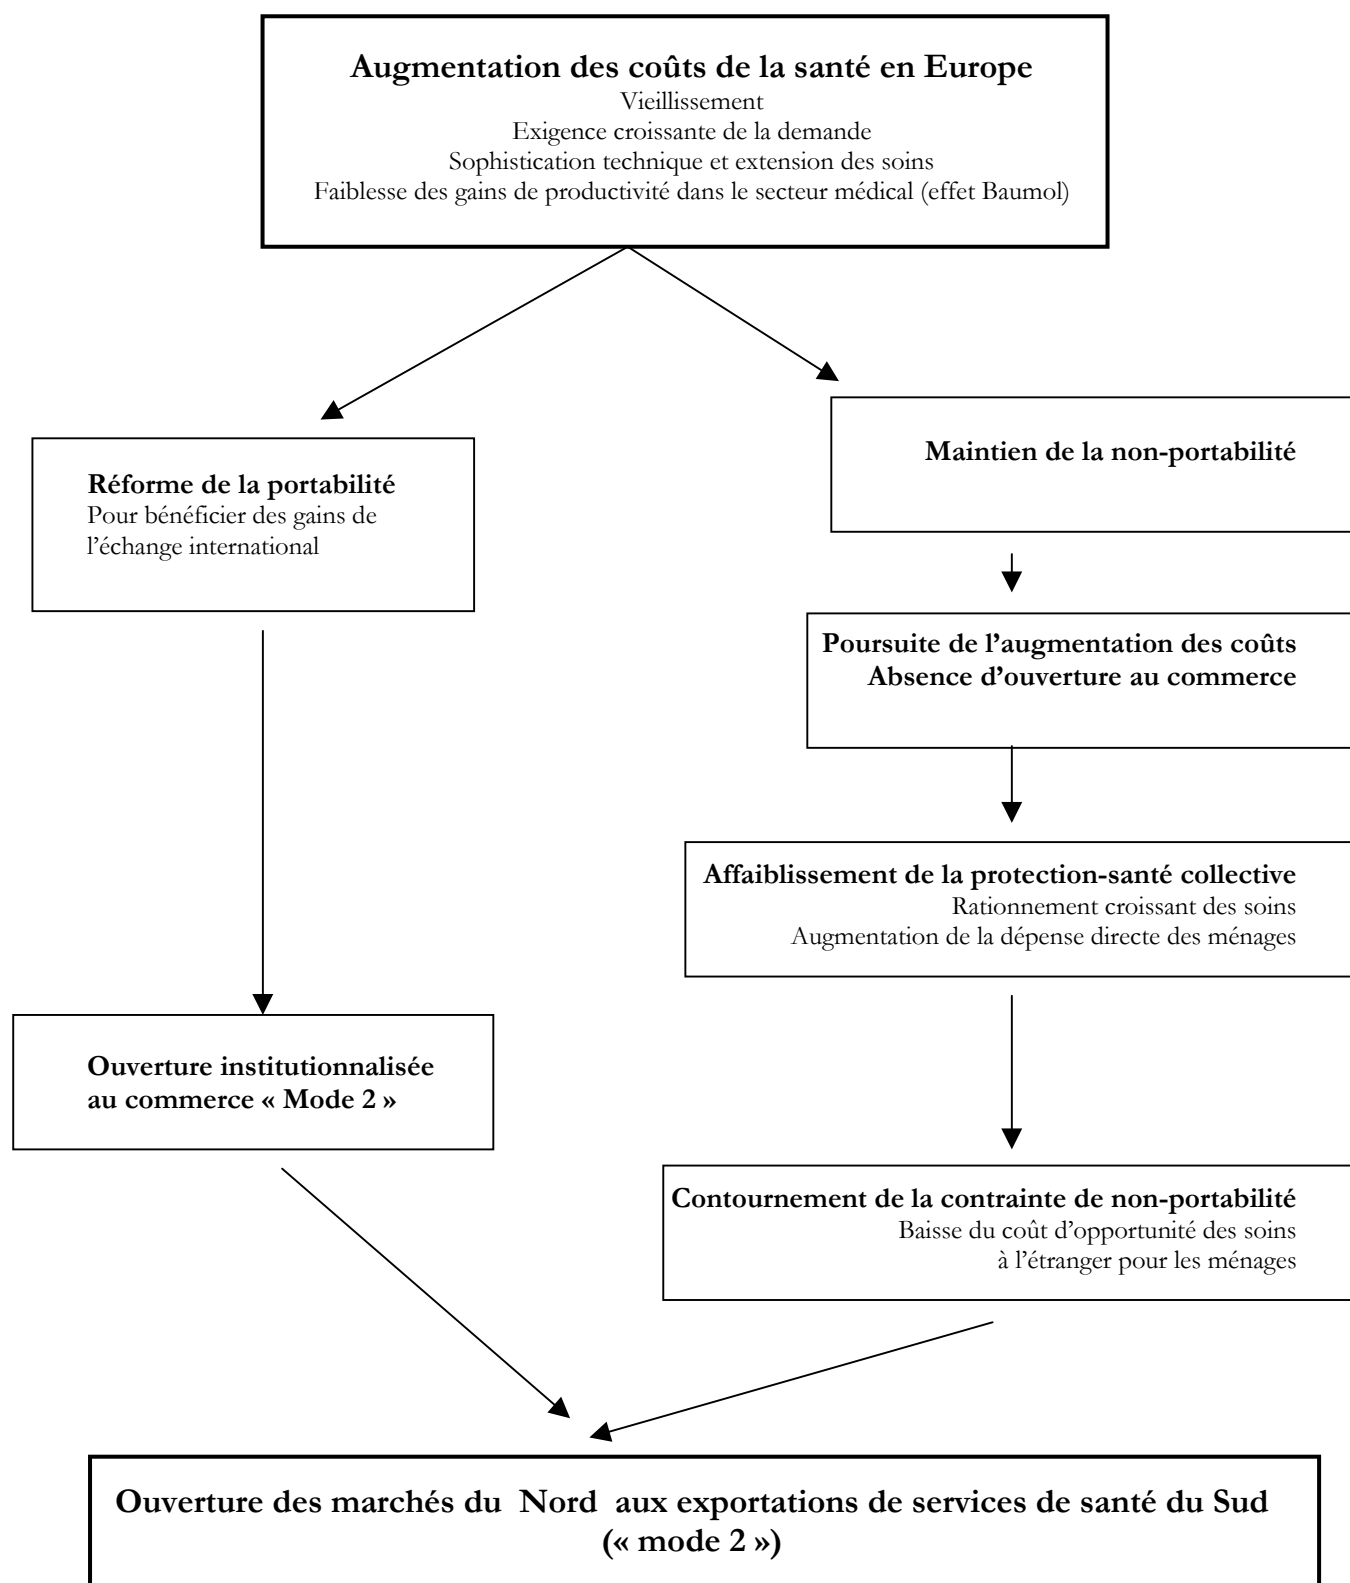 Augmentation des coûts de la santé en Europe
Vieillissement
Exigence croissante de la demande
Sophistication technique et extension des soins
Faiblesse des gains de productivité dans le secteur médical (effet Baumol)
Réforme de la portabilité
Pour bénéficier des gains de
l’échange international
Ouverture institutionnalisée
au commerce « Mode 2 »
Maintien de la non-portabilité
Poursuite de l’augmentation des coûts
Absence d’ouverture au commerce
Affaiblissement de la protection-santé collective
Rationnement croissant des soins
Augmentation de la dépense directe des ménages
Contournement de la contrainte de non-portabilité
Baisse du coût d’opportunité des soins
à l’étranger pour les ménages
Ouverture des marchés du Nord aux exportations de services de santé du Sud
(« mode 2 »)